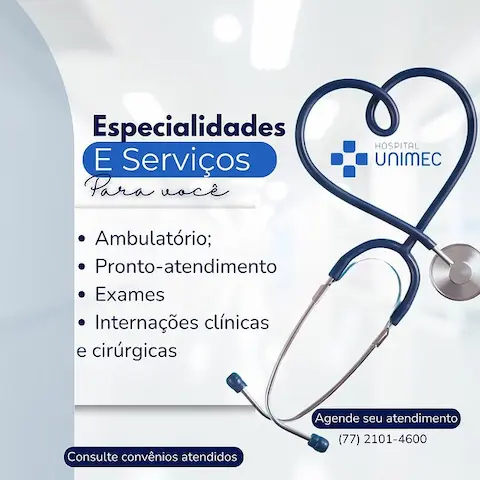 Especialidades
E Serviços
Para você
HOSPITAL
UNIMEC
• Ambulatório;
• Pronto-atendimento
• Exames
• Internações clínicas
e cirúrgicas
Agende seu atendimento
(77) 2101-4600
Consulte convênios atendidos